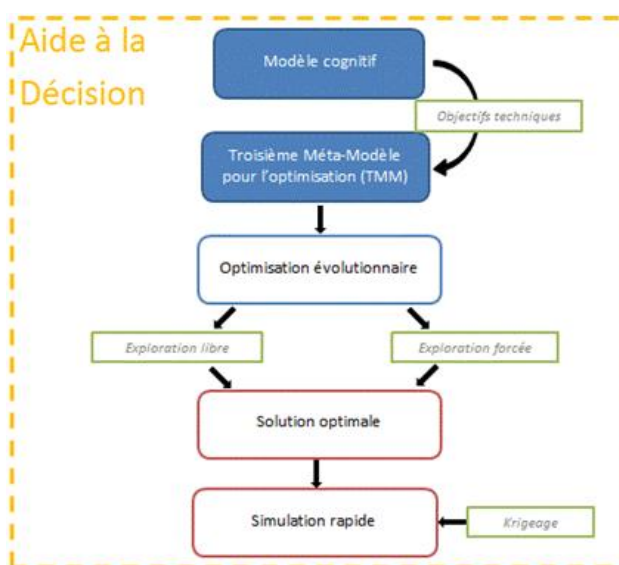 Aide à la
Décision
Modèle cognitif
Objectifs techniques
Troisième Méta-Modèle
pour l'optimisation (TMM)
Optimisation évolutionnaire
Exploration libre
Exploration forcée
Solution optimale
Simulation rapide
Krigeage